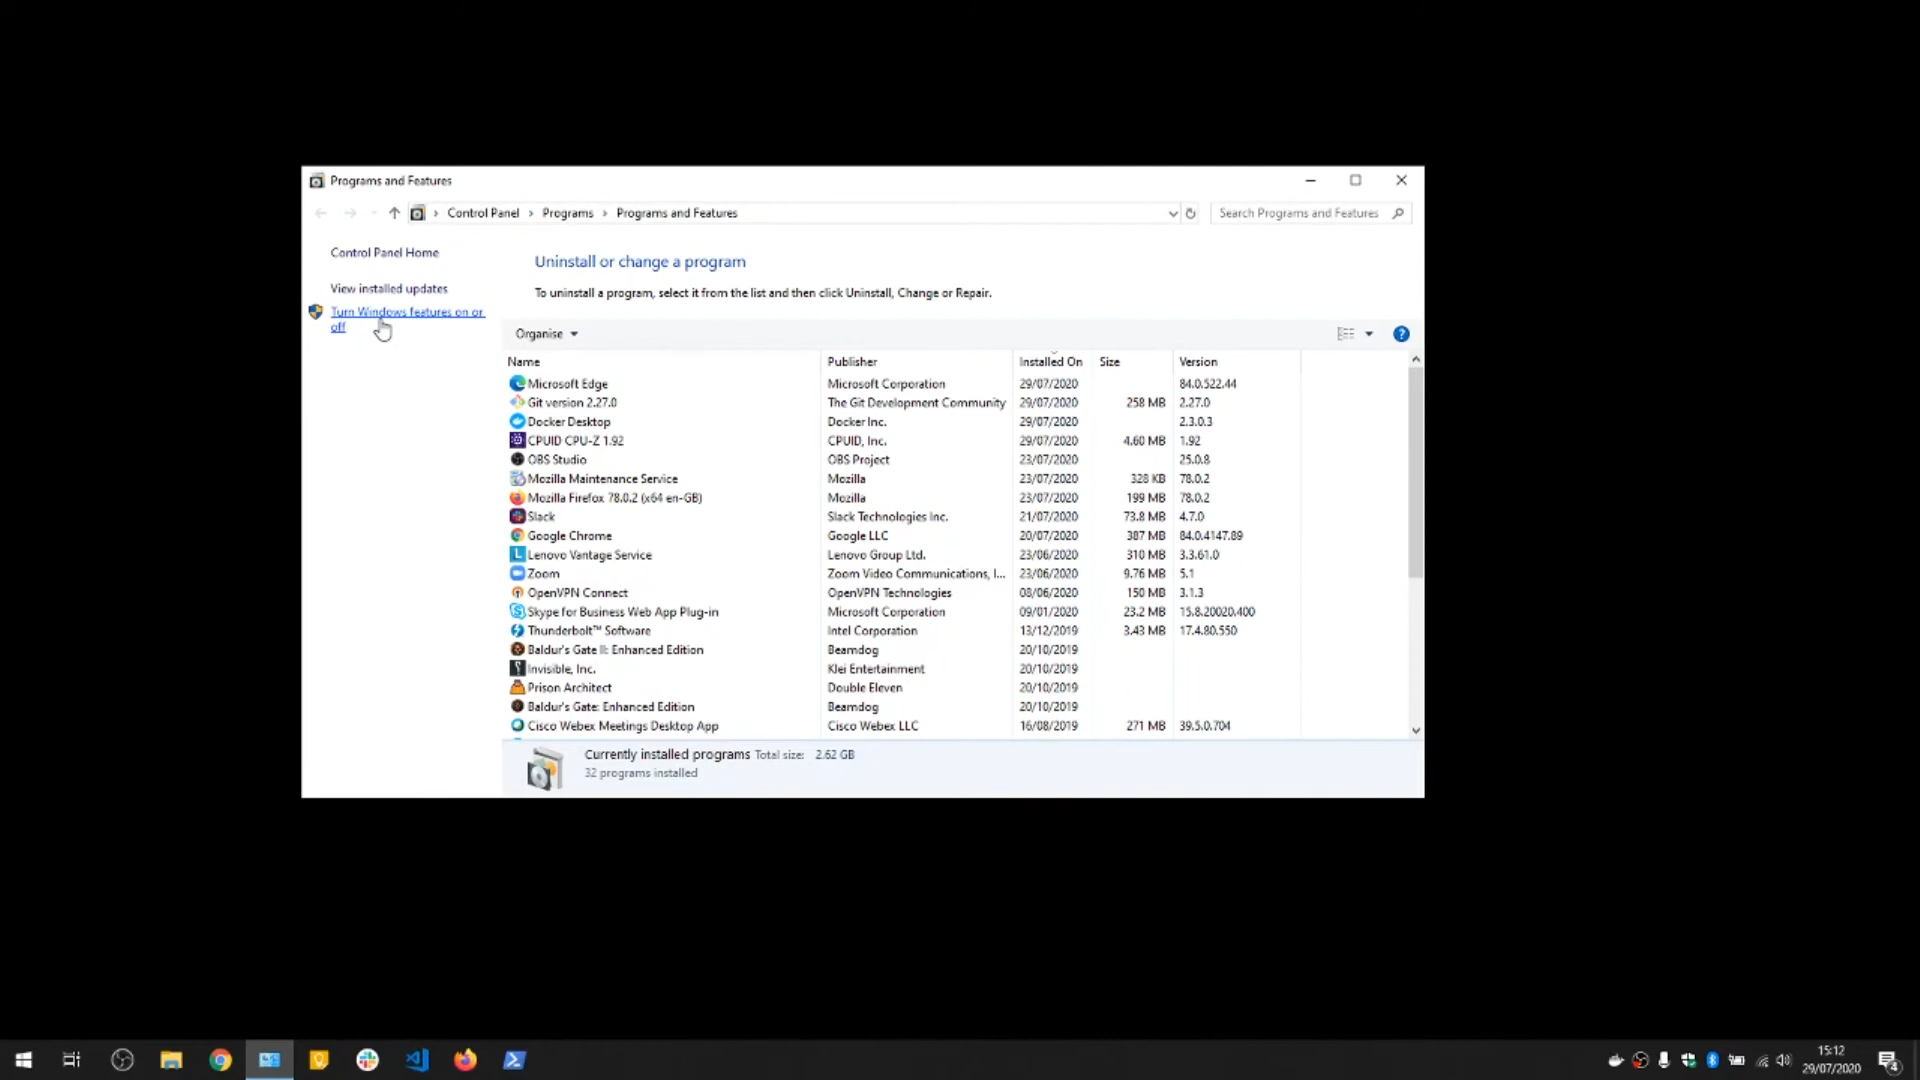 Programs and Features
Control Panel > Programs > Programs and Features
Search Programs and Features
Control Panel Home
View installed updates
Turn Windows features on or
off
Uninstall or change a program
To uninstall a program, select it from the list and then click Uninstall, Change or Repair.
Organise
Name Publisher Installed On Size Version
Microsoft Edge Microsoft Corporation 29/07/2020 84.0.522.44
Git version 2.27.0 The Git Development Community 29/07/2020 258 MB 2.27.0
Docker Desktop Docker Inc. 29/07/2020 2.3.0.3
CPUID CPU-Z 1.92 CPUID, Inc. 29/07/2020 4.60 MB 1.92
OBS Studio OBS Project 23/07/2020 25.0.8
Mozilla Maintenance Service Mozilla 23/07/2020 328 KB 78.0.2
Mozilla Firefox 78.0.2 (x64 en-GB) Mozilla 23/07/2020 199 MB 78.0.2
Slack Slack Technologies Inc. 21/07/2020 73.8 MB 4.7.0
Google Chrome Google LLC 20/07/2020 387 MB 84.0.4147.89
Lenovo Vantage Service Lenovo Group Ltd. 23/06/2020 310 MB 3.3.61.0
Zoom Zoom Video Communications, I... 23/06/2020 9.76 MB 5.1
OpenVPN Connect OpenVPN Technologies 08/06/2020 150 MB 3.1.3
Skype for Business Web App Plug-in Microsoft Corporation 09/01/2020 23.2 MB 15.8.20020.400
Thunderbolt™ Software Intel Corporation 13/12/2019 3.43 MB 17.4.80.550
Baldur's Gate II: Enhanced Edition Beamdog 20/10/2019
Invisible, Inc. Klei Entertainment 20/10/2019
Prison Architect Double Eleven 20/10/2019
Baldur's Gate: Enhanced Edition Beamdog 20/10/2019
Cisco Webex Meetings Desktop App Cisco Webex LLC 16/08/2019 271 MB 39.5.0.704
Currently installed programs Total size: 2.62 GB
32 programs installed
15:12
29/07/2020
4